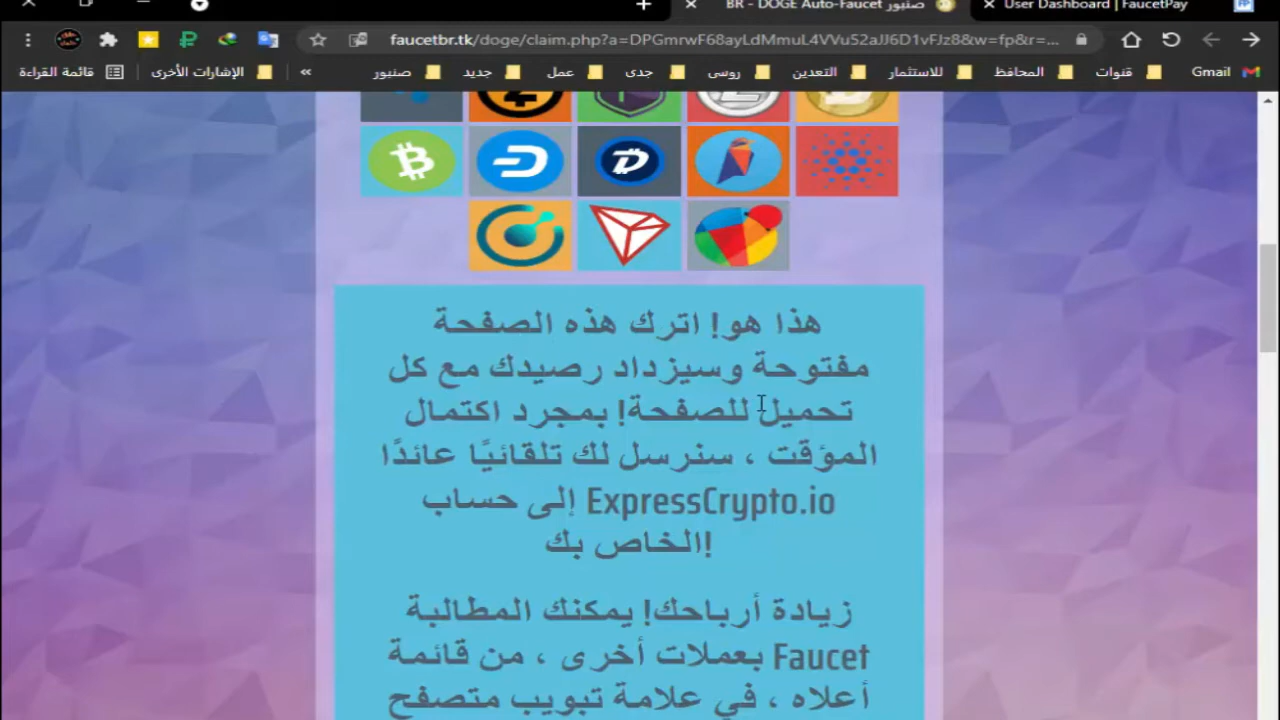 BR - DOGE Auto-Faucet صنبور
User Dashboard | FaucetPay
faucetbr.tk/doge/claim.php?a=DPGmrwF68ayLdMmuL4VVuS2aJJ6D1vFJz8&w=fp&r=...
Gmail قنوات المحافظ للاستثمار التعدين روسى جدى عمل جديد صنبور » الإشارات الأخرى قائمة القراءة
هذا هو! اترك هذه الصفحة
مفتوحة وسيزداد رصيدك مع كل
تحميل للصفحة! بمجرد اكتمال
المؤقت ، سنرسل لك تلقائيًا عائدًا
إلى حساب ExpressCrypto.io
الخاص بك!
زيادة أرباحك! يمكنك المطالبة
بعملات أخرى ، من قائمة Faucet
أعلاه ، في علامة تبويب متصفح